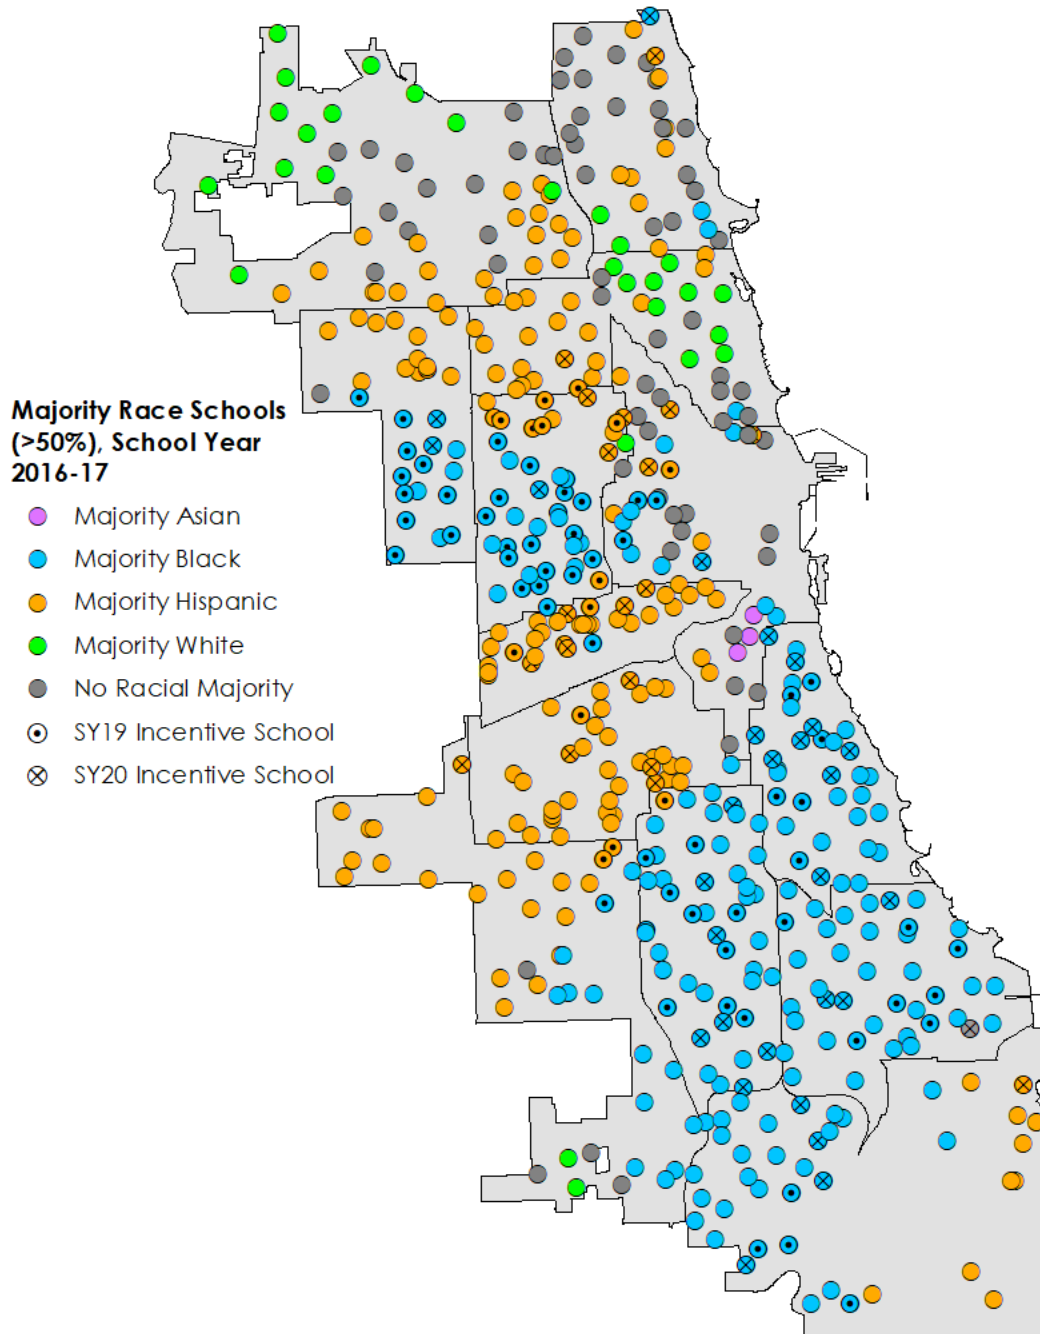 Majority Race Schools
(>50%), School Year
2016-17
Majority Asian
Majority Black
Majority Hispanic
Majority White
No Racial Majority
SY19 Incentive School
SY20 Incentive School